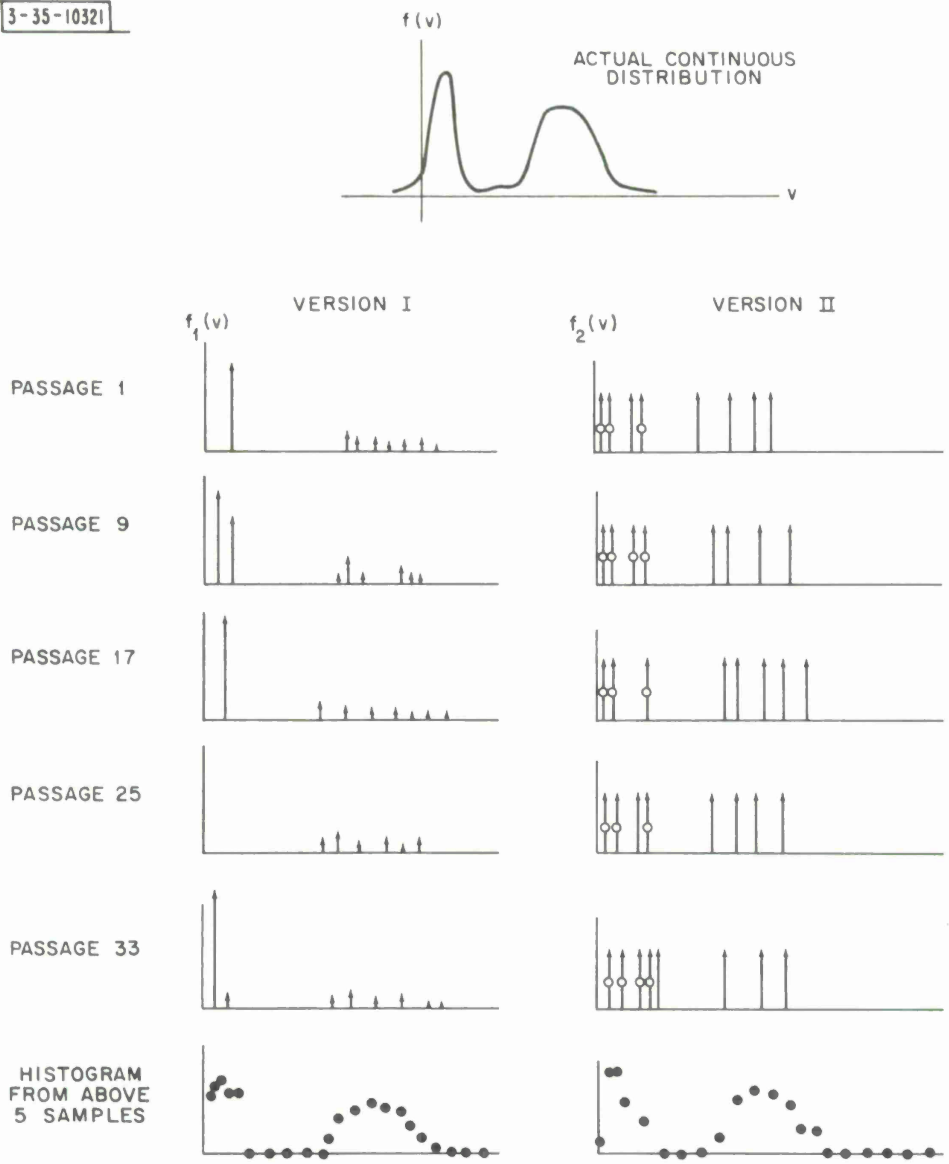 3-35-10321
f(v)
ACTUAL CONTINUOUS
DISTRIBUTION
v
VERSION I
VERSION II
f1(v)
f2(v)
PASSAGE 1
PASSAGE 9
PASSAGE 17
PASSAGE 25
PASSAGE 33
HISTOGRAM
FROM ABOVE
5 SAMPLES